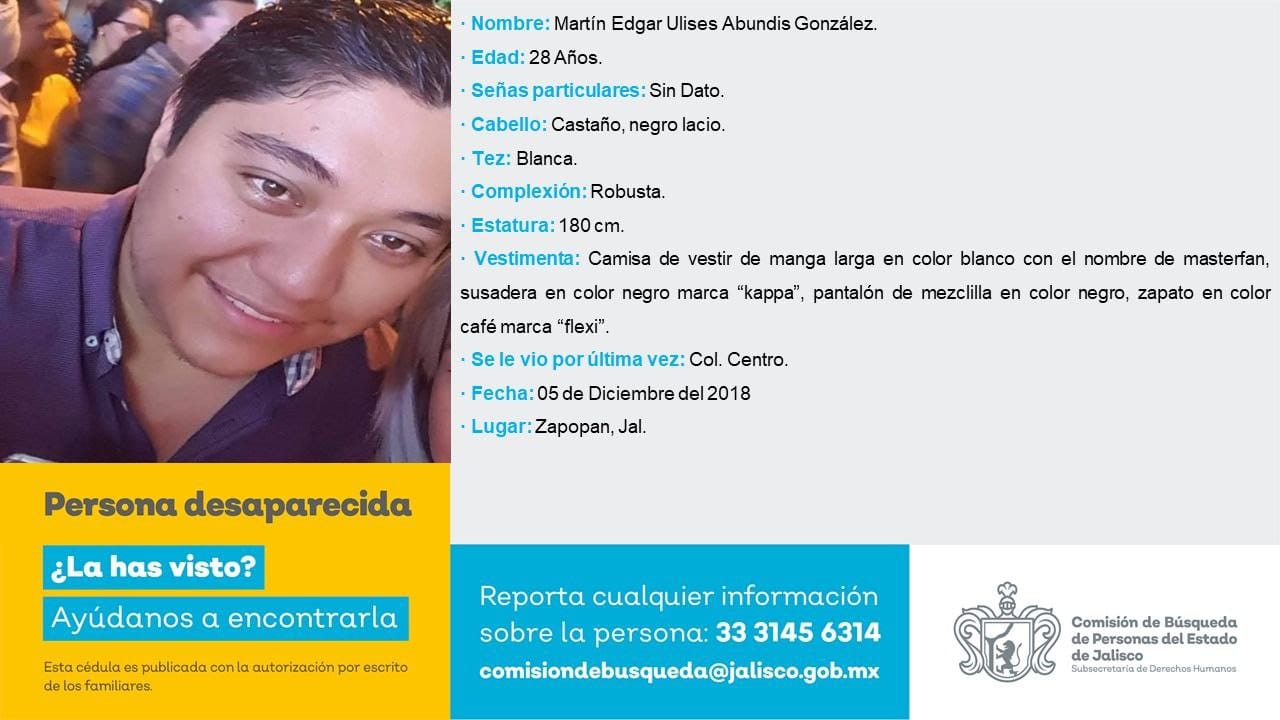 · Nombre: Martín Edgar Ulises Abundis González.
· Edad: 28 Años.
· Señas particulares: Sin Dato.
· Cabello: Castaño, negro lacio.
· Tez: Blanca.
· Complexión: Robusta.
· Estatura: 180 cm.
· Vestimenta: Camisa de vestir de manga larga en color blanco con el nombre de masterfan,
susadera en color negro marca “kappa”, pantalón de mezclilla en color negro, zapato en color
café marca “flexi”.
· Se le vio por última vez: Col. Centro.
· Fecha: 05 de Diciembre del 2018
· Lugar: Zapopan, Jal.
Persona desaparecida
¿La has visto?
Ayúdanos a encontrarla
Esta cédula es publicada con la autorización por escrito
de los familiares.
Reporta cualquier información
sobre la persona: 33 3145 6314
comisiondebusqueda@jalisco.gob.mx
Comisión de Búsqueda
de Personas del Estado
de Jalisco
Subsecretaría de Derechos Humanos